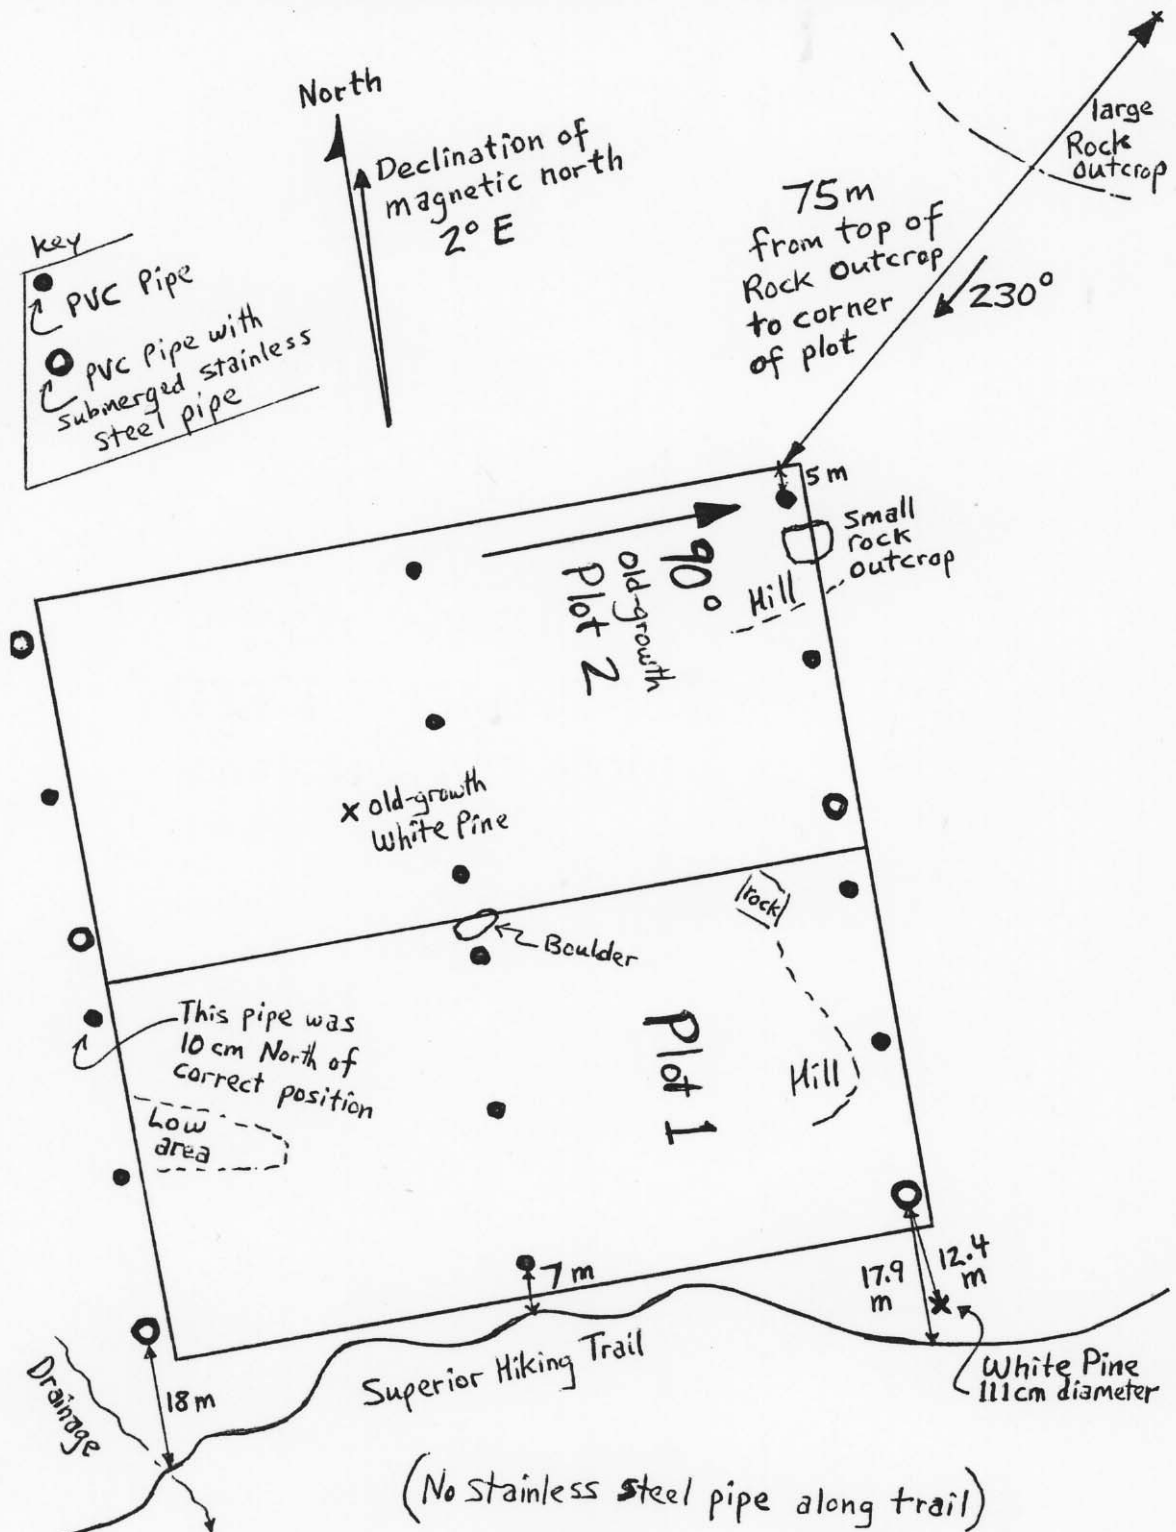 North
Declination of
magnetic north
2° E
key
PVC Pipe
PVC Pipe with
submerged stainless
steel pipe
large
Rock
outcrop
75m
from top of
Rock outcrop
to corner
of plot
230°
5 m
small
rock
outcrop
Hill
90°
old-growth
Plot 2
x old-growth
White Pine
rock
Boulder
This pipe was
10 cm North of
correct position
Low
area
Plot 1
Hill
7 m
17.9
m
12.4
m
18 m
Drainage
Superior Hiking Trail
White Pine
111cm diameter
(No stainless steel pipe along trail)